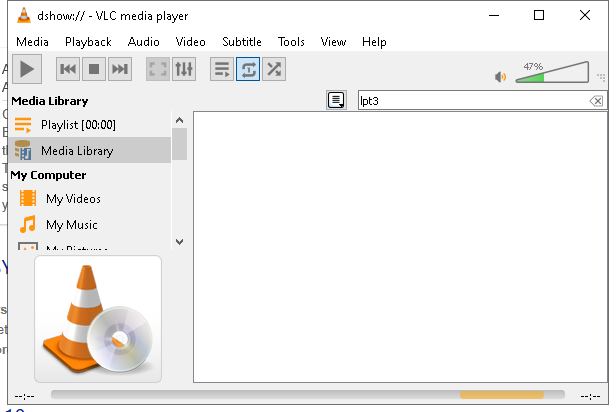 dshow:// - VLC media player
Media Playback Audio Video Subtitle Tools View Help
47%
Media Library
lpt3
Playlist [00:00]
Media Library
My Computer
My Videos
My Music
My Pictures
--:--
--:--